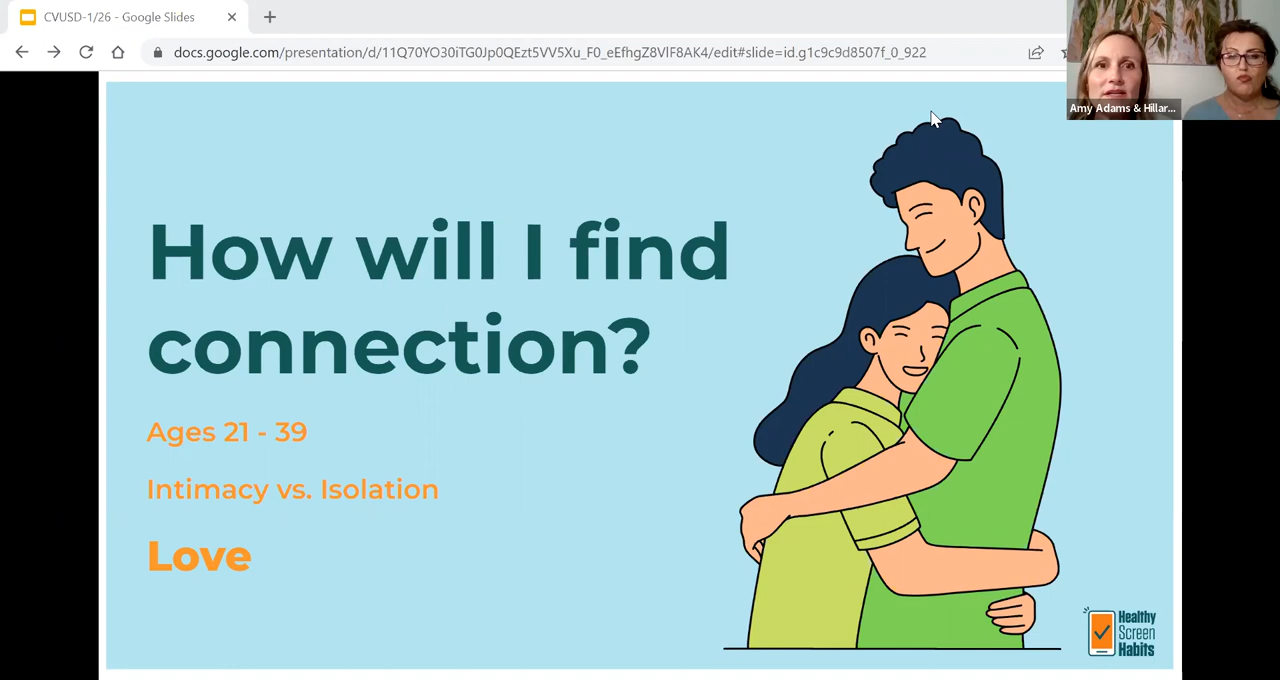 CVUSD-1/26 - Google Slides
docs.google.com/presentation/d/11Q70YO30iTG0Jp0QEzt5VV5Xu_F0_eEfhgZ8VlF8AK4/edit#slide=id.g1c9c9d8507f_0_922
Amy Adams & Hillar...
How will I find
connection?
Ages 21 - 39
Intimacy vs. Isolation
Love
Healthy
Screen
Habits